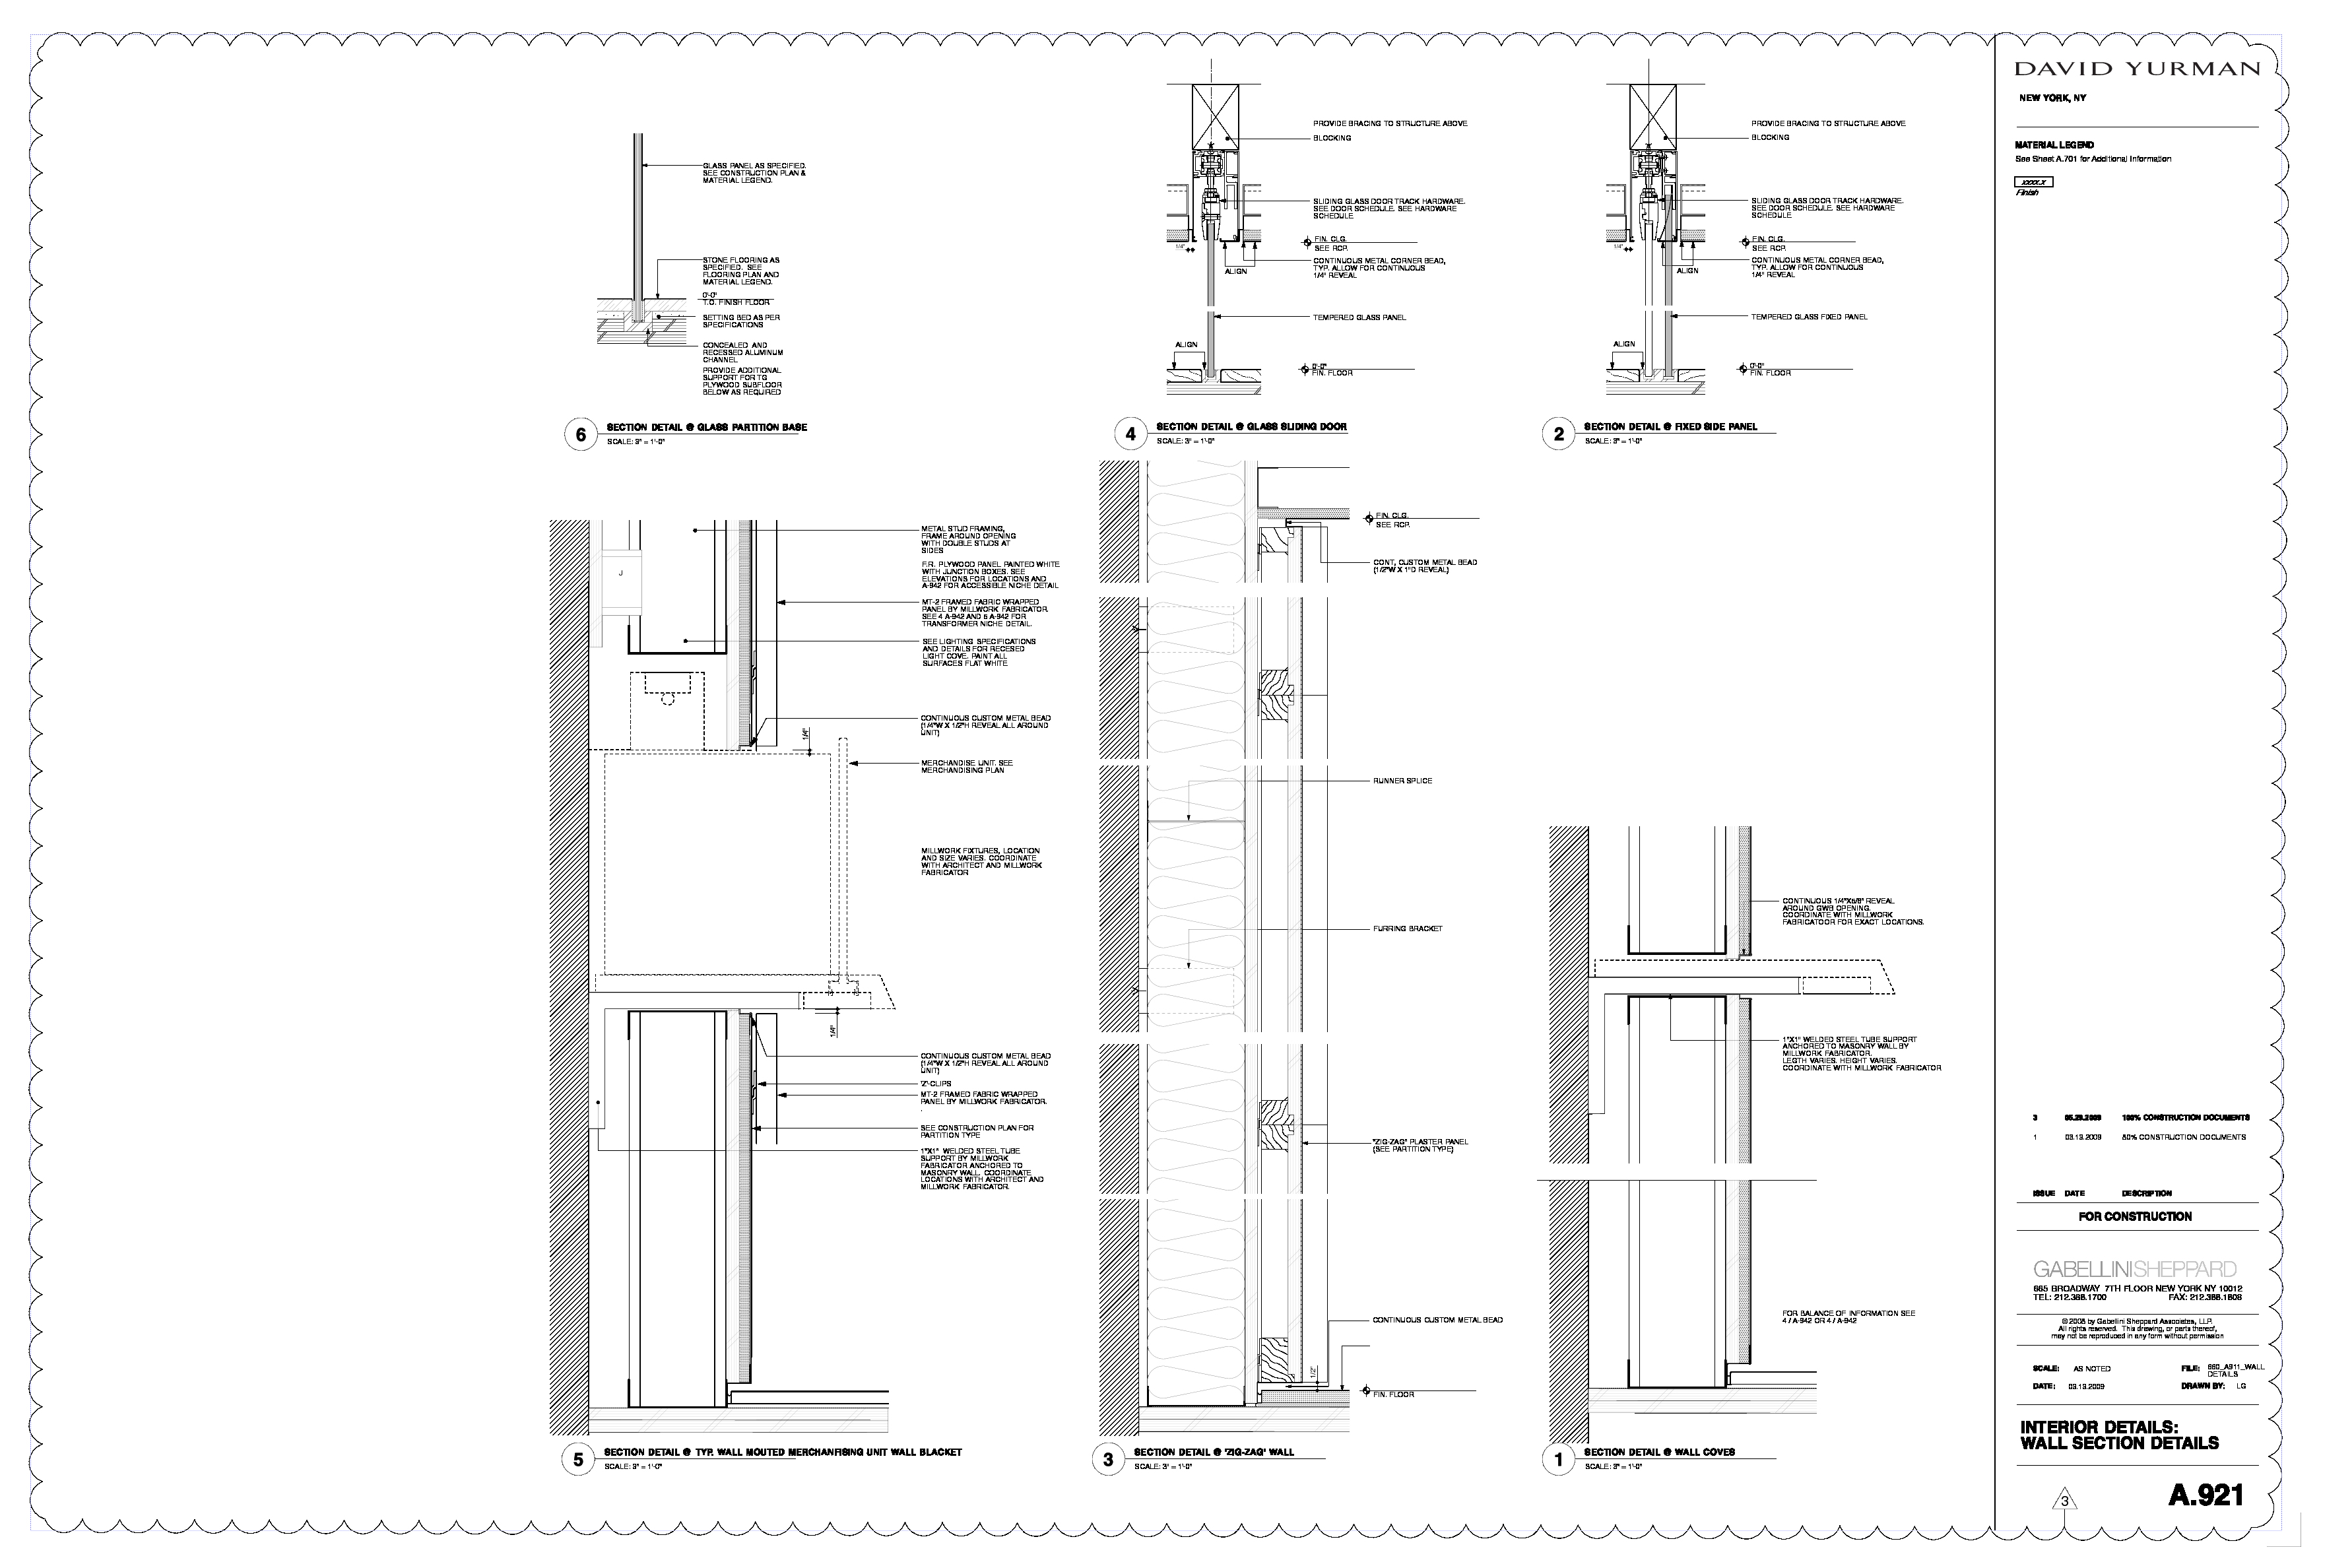 GLASS PANEL AS SPECIFIED.
SEE CONSTRUCTION PLAN &
MATERIAL LEGEND.
STONE FLOORING AS
SPECIFIED. SEE
FLOORING PLAN AND
MATERIAL LEGEND.
0'-0"
T.O. FINISH FLOOR
SETTING BED AS PER
SPECIFICATIONS
CONCEALED AND
RECESSED ALUMINUM
CHANNEL
PROVIDE ADDITIONAL
SUPPORT FOR TG
PLYWOOD SUBFLOOR
BELOW AS REQUIRED
6
SECTION DETAIL @ GLASS PARTITION BASE
SCALE: 3" = 1'-0"
PROVIDE BRACING TO STRUCTURE ABOVE
BLOCKING
SLIDING GLASS DOOR TRACK HARDWARE.
SEE DOOR SCHEDULE. SEE HARDWARE
SCHEDULE
1/4"
FIN. CLG.
SEE RCP.
CONTINUOUS METAL CORNER BEAD,
TYP. ALLOW FOR CONTINUOUS
1/4" REVEAL
ALIGN
TEMPERED GLASS PANEL
ALIGN
0'-0"
FIN. FLOOR
4
SECTION DETAIL @ GLASS SLIDING DOOR
SCALE: 3" = 1'-0"
PROVIDE BRACING TO STRUCTURE ABOVE
BLOCKING
SLIDING GLASS DOOR TRACK HARDWARE.
SEE DOOR SCHEDULE. SEE HARDWARE
SCHEDULE
1/4"
FIN. CLG.
SEE RCP.
CONTINUOUS METAL CORNER BEAD,
TYP. ALLOW FOR CONTINUOUS
1/4" REVEAL
ALIGN
TEMPERED GLASS FIXED PANEL
ALIGN
0'-0"
FIN. FLOOR
2
SECTION DETAIL @ FIXED SIDE PANEL
SCALE: 3" = 1'-0"
J
METAL STUD FRAMING,
FRAME AROUND OPENING
WITH DOUBLE STUDS AT
SIDES
F.R. PLYWOOD PANEL PAINTED WHITE
WITH JUNCTION BOXES. SEE
ELEVATIONS FOR LOCATIONS AND
A-942 FOR ACCESSIBLE NICHE DETAIL
MT-2 FRAMED FABRIC WRAPPED
PANEL BY MILLWORK FABRICATOR
SEE 4 A-942 AND 6 A-942 FOR
TRANSFORMER NICHE DETAIL.
SEE LIGHTING SPECIFICATIONS
AND DETAILS FOR RECESED
LIGHT COVE. PAINT ALL
SURFACES FLAT WHITE
CONTINUOUS CUSTOM METAL BEAD
(1/4"W X 1/2"H REVEAL ALL AROUND
UNIT)
1/4"
MERCHANDISE UNIT. SEE
MERCHANDISING PLAN
MILLWORK FIXTURES, LOCATION
AND SIZE VARIES. COORDINATE
WITH ARCHITECT AND MILLWORK
FABRICATOR
1/4"
CONTINUOUS CUSTOM METAL BEAD
(1/4"W X 1/2"H REVEAL ALL AROUND
UNIT)
'Z'-CLIPS
MT-2 FRAMED FABRIC WRAPPED
PANEL BY MILLWORK FABRICATOR.
.
SEE CONSTRUCTION PLAN FOR
PARTITION TYPE
1"X1" WELDED STEEL TUBE
SUPPORT BY MILLWORK
FABRICATOR ANCHORED TO
MASONRY WALL. COORDINATE
LOCATIONS WITH ARCHITECT AND
MILLWORK FABRICATOR.
5
SECTION DETAIL @ TYP. WALL MOUTED MERCHANFISING UNIT WALL BLACKET
SCALE: 3" = 1'-0"
FIN. CLG.
SEE RCP.
CONT, CUSTOM METAL BEAD
(1/2"W X 1"D REVEAL)
RUNNER SPLICE
FURRING BRACKET
"ZIG-ZAG" PLASTER PANEL
(SEE PARTITION TYPE)
CONTINUOUS CUSTOM METAL BEAD
1/2"
FIN. FLOOR
3
SECTION DETAIL @ 'ZIG-ZAG' WALL
SCALE: 3" = 1'-0"
CONTINUOUS 1/4"X5/8" REVEAL
AROUND GWB OPENING.
COORDINATE WITH MILLWORK
FABRICATOOR FOR EXACT LOCATIONS.
1"X1" WELDED STEEL TUBE SUPPORT
ANCHORED TO MASONRY WALL BY
MILLWORK FABRICATOR.
LEGTH VARIES. HEIGHT VARIES.
COORDINATE WITH MILLWORK FABRICATOR
FOR BALANCE OF INFORMATION SEE
4 / A-942 OR 4 / A-942
1
SECTION DETAIL @ WALL COVES
SCALE: 3" = 1'-0"
DAVID YURMAN
NEW YORK, NY
MATERIAL LEGEND
See Sheet A.701 for Additional Information
xxxx.x
Finish
3 05.29.2009 100% CONSTRUCTION DOCUMENTS
1 03.13.2009 80% CONSTRUCTION DOCUMENTS
ISSUE DATE DESCRIPTION
FOR CONSTRUCTION
GABELLINISHEPPARD
665 BROADWAY 7TH FLOOR NEW YORK NY 10012
TEL: 212.388.1700 FAX: 212.388.1808
© 2008 by Gabellini Sheppard Associates, LLP.
All rights reserved. This drawing, or parts thereof,
may not be reproduced in any form without permission
SCALE: AS NOTED FILE: 660_A911_WALL
DETAILS
DATE: 03.13.2009 DRAWN BY: LG
INTERIOR DETAILS:
WALL SECTION DETAILS
3
A.921